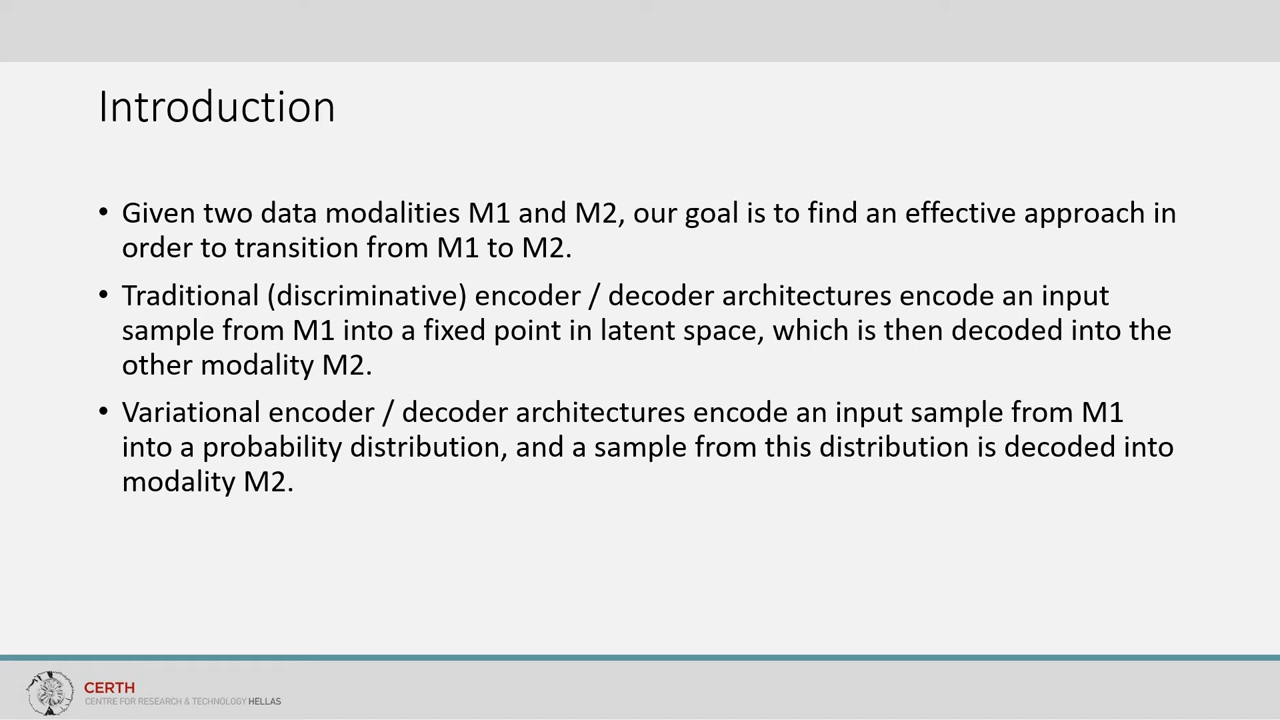 Introduction
• Given two data modalities M1 and M2, our goal is to find an effective approach in
order to transition from M1 to M2.
• Traditional (discriminative) encoder / decoder architectures encode an input
sample from M1 into a fixed point in latent space, which is then decoded into the
other modality M2.
• Variational encoder / decoder architectures encode an input sample from M1
into a probability distribution, and a sample from this distribution is decoded into
modality M2.
CERTH
CENTRE FOR RESEARCH & TECHNOLOGY HELLAS